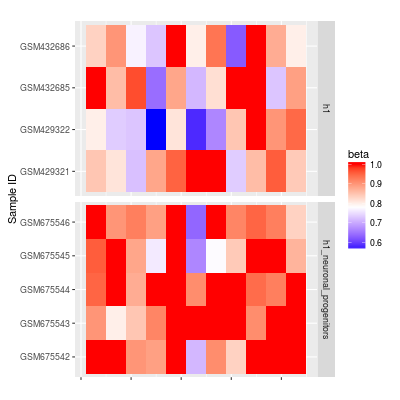 GSM432686
GSM432685
GSM429322
GSM429321
h1
GSM675546
GSM675545
GSM675544
GSM675543
GSM675542
h1_neuronal_progenitors
Sample ID
beta
1.0
0.9
0.8
0.7
0.6